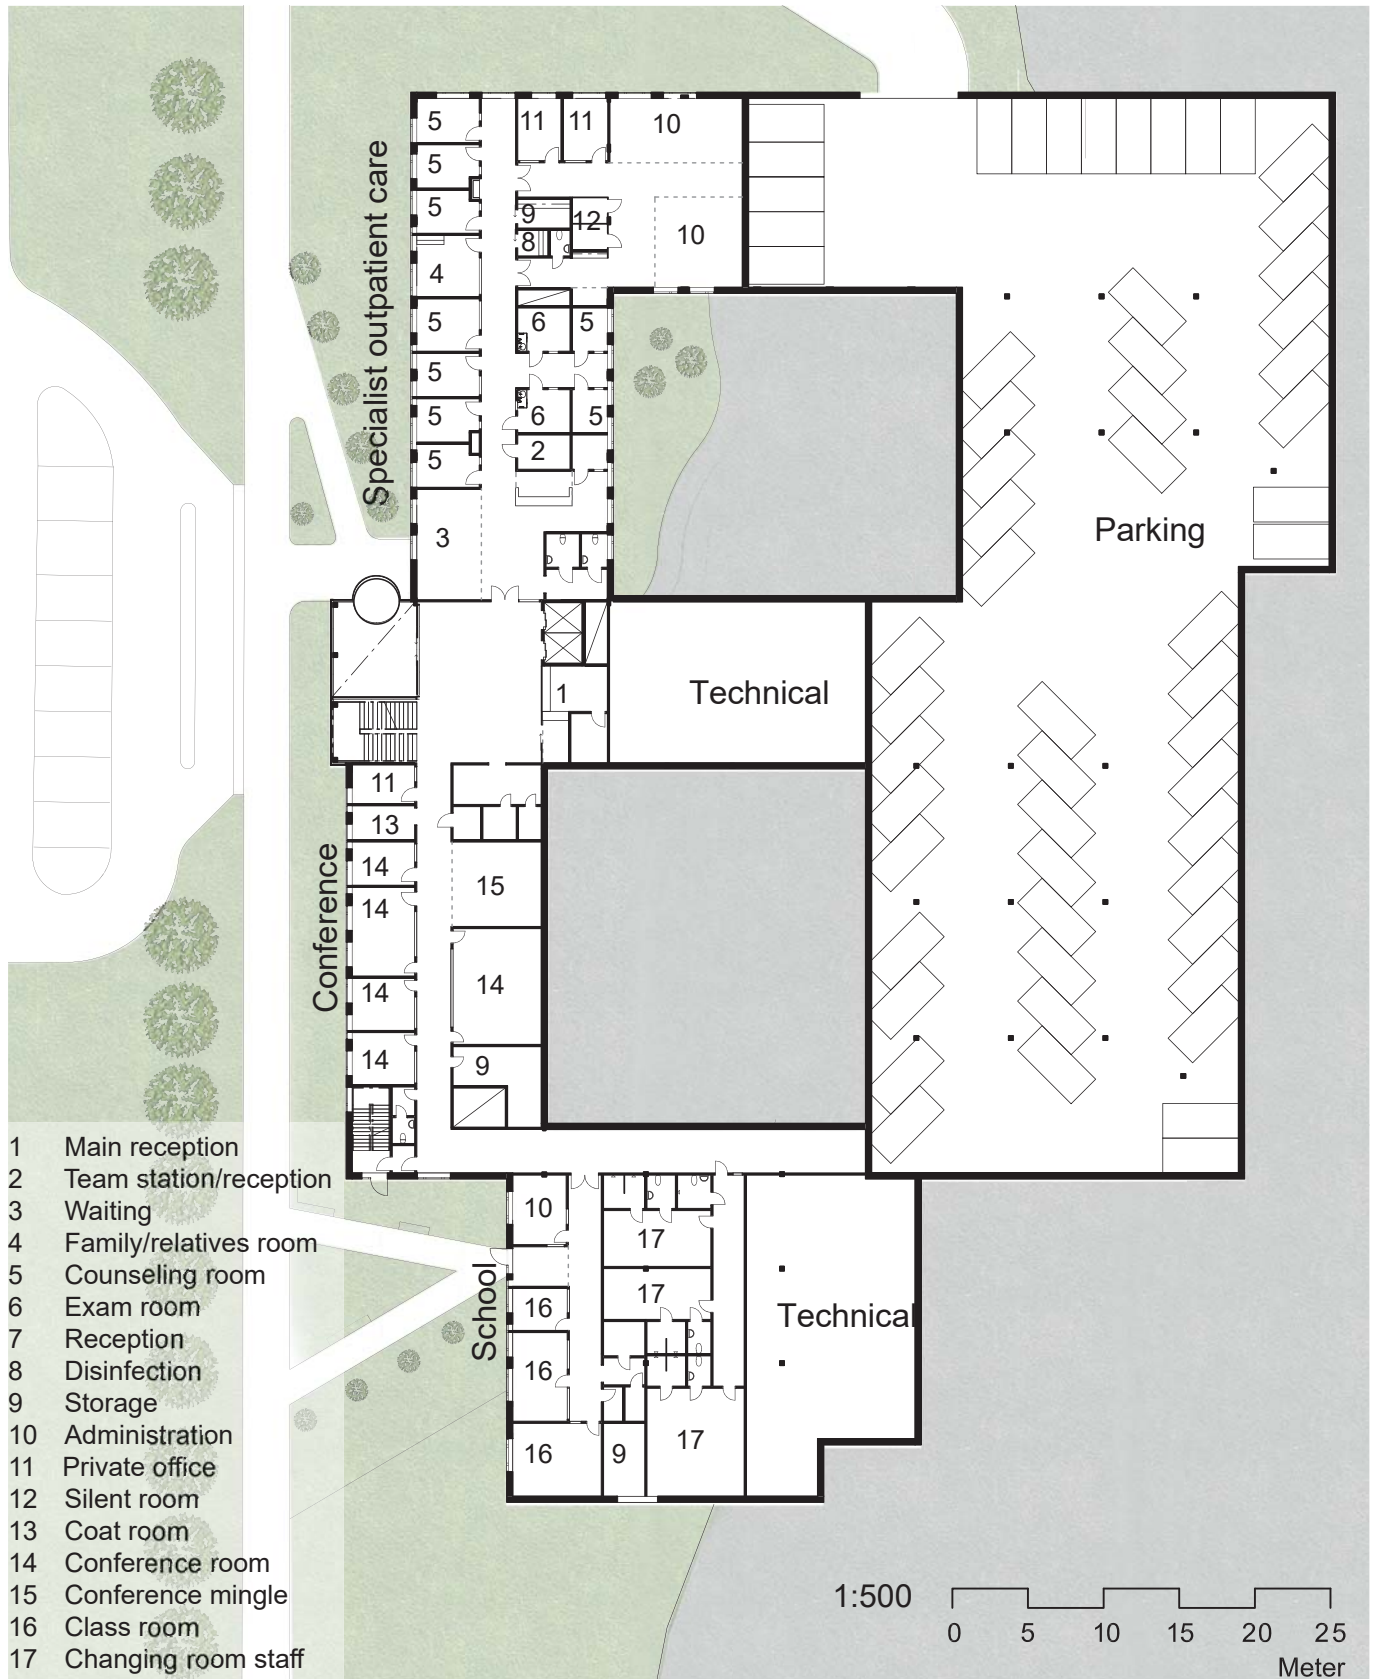 5
11
11
10
5
5
9
12
8
10
4
Specialist outpatient care
5
6
5
5
5
6
5
5
2
3
Parking
1
Technical
11
13
14
15
14
Conference
14
14
14
9
1 Main reception
2 Team station/reception
3 Waiting
4 Family/relatives room
5 Counseling room
6 Exam room
7 Reception
8 Disinfection
9 Storage
10 Administration
11 Private office
12 Silent room
13 Coat room
14 Conference room
15 Conference mingle
16 Class room
17 Changing room staff
10
17
School
16
17
Technical
16
16
9
17
1:500
0 5 10 15 20 25
Meter